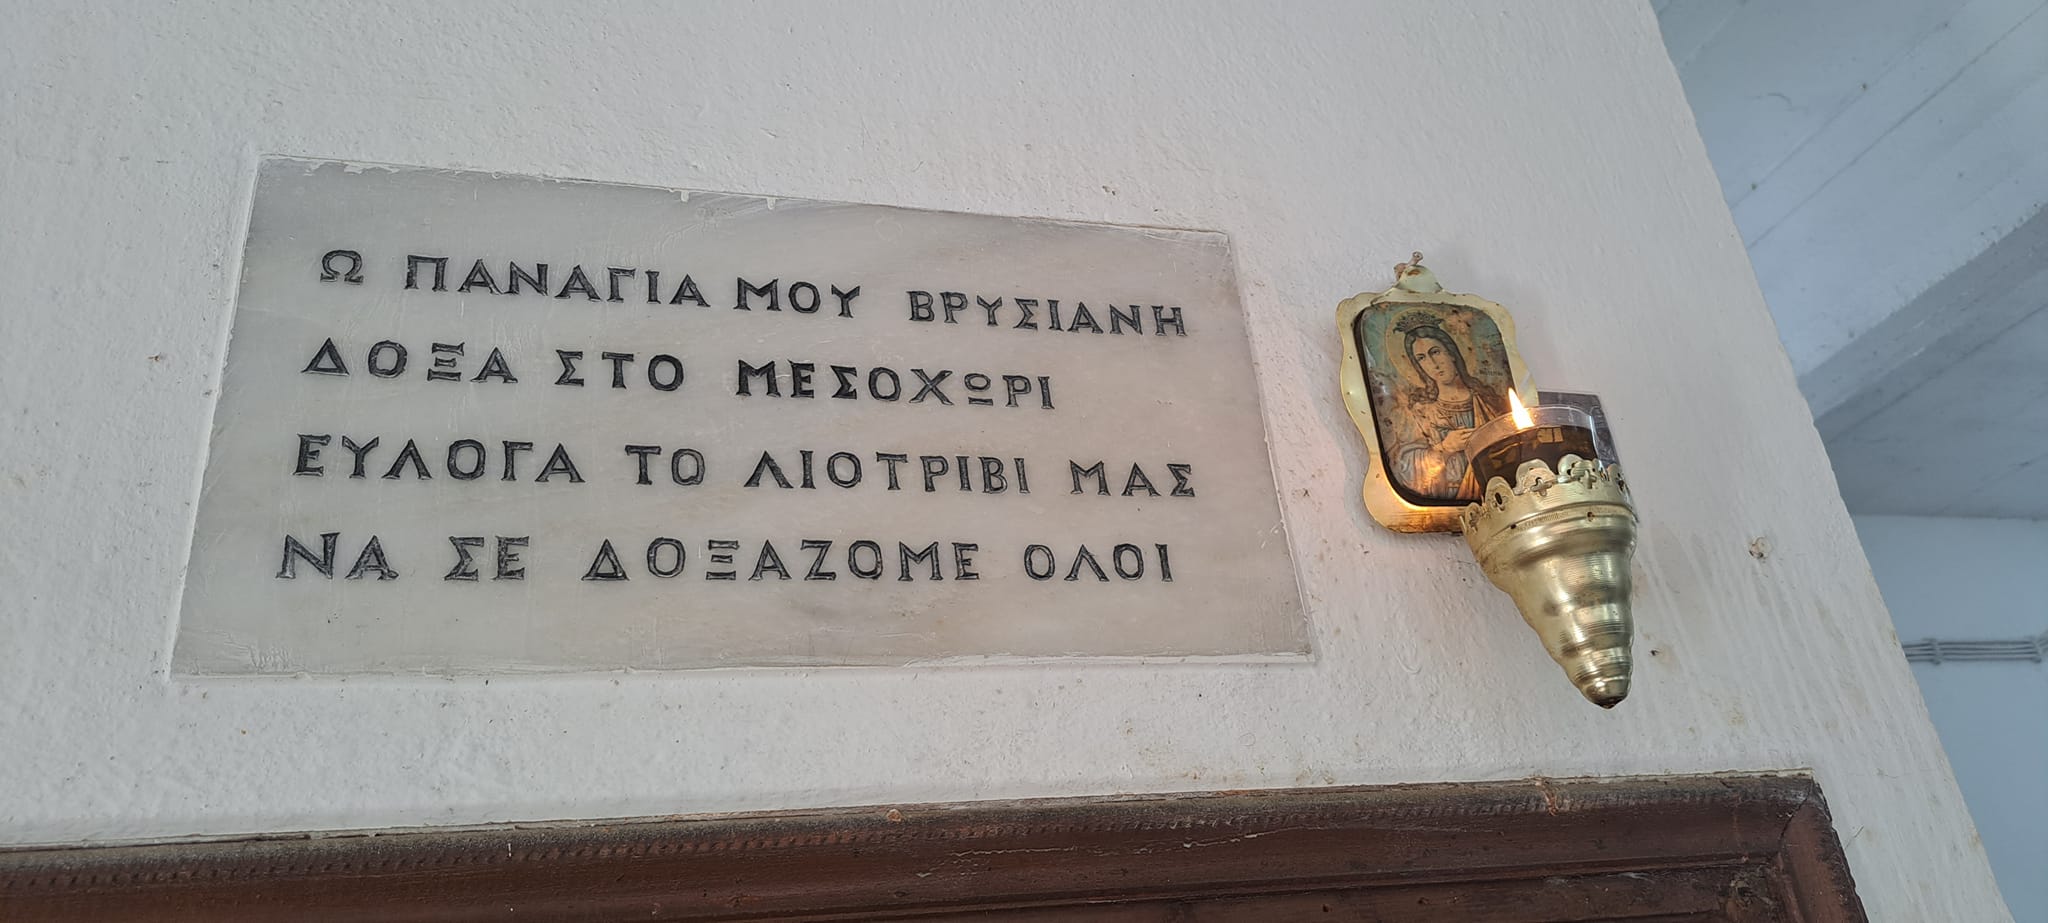 Ω ΠΑΝΑΓΙΑ ΜΟΥ ΒΡΥΣΙΑΝΗ
ΔΟΞΑ ΣΤΟ ΜΕΣΟΧΩΡΙ
ΕΥΛΟΓΑ ΤΟ ΛΙΟΤΡΙΒΙ ΜΑΣ
ΝΑ ΣΕ ΔΟΞΑΖΟΜΕ ΟΛΟΙ